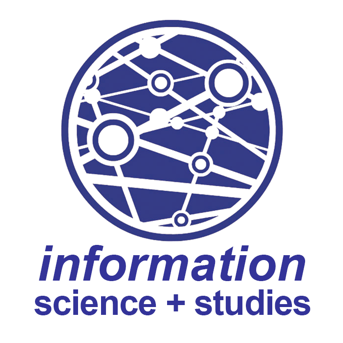 information
science + studies